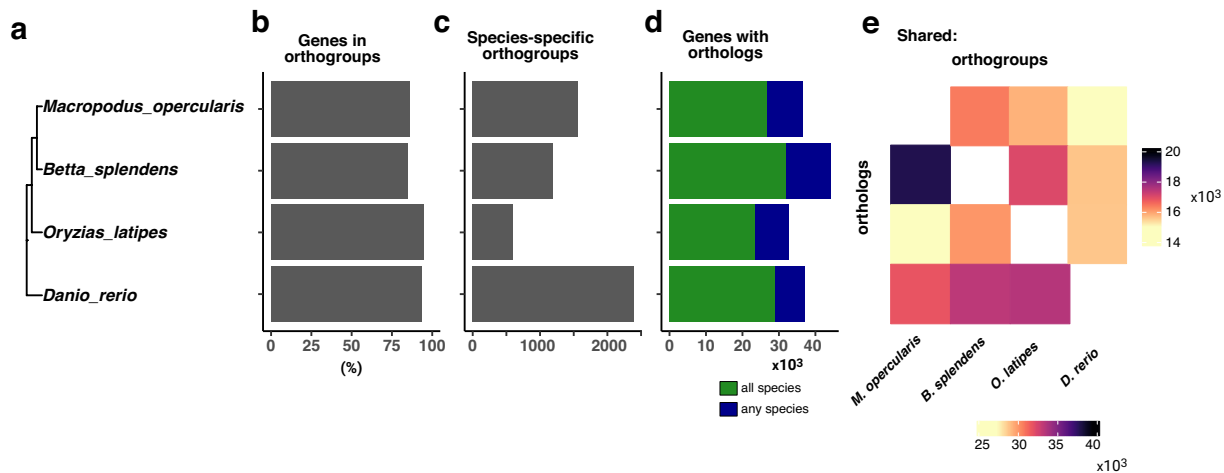 a
b
c
d
e
Genes in
orthogroups
Species-specific
orthogroups
Genes with
orthologs
Shared:
orthogroups
Macropodus_opercularis
Betta_splendens
Oryzias_latipes
Danio_rerio
0 25 75 100
(%)
0 1000 2000
0 10 20 30 40
x10³
all species
any species
orthologs
20
18
16
14
x10³
M. opercularis
B. splendens
O. latipes
D. rerio
25 30 35 40
x10³